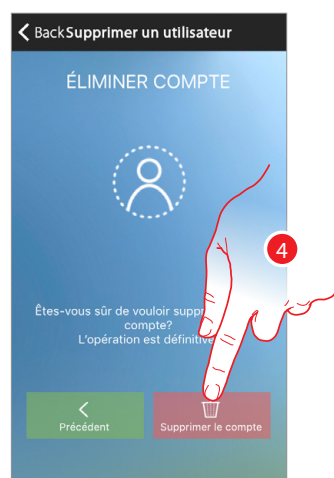 Back Supprimer un utilisateur
ÉLIMINER COMPTE
4
Êtes-vous sûr de vouloir supp
compte?
L'opération est définitive
Précédent
Supprimer le compte